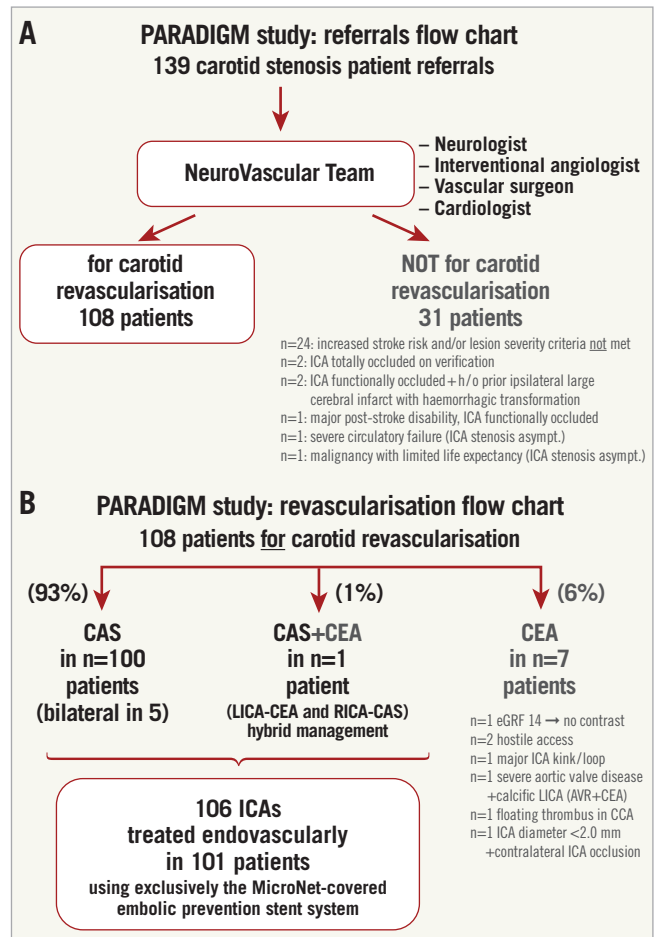 A
PARADIGM study: referrals flow chart
139 carotid stenosis patient referrals
NeuroVascular Team
– Neurologist
– Interventional angiologist
– Vascular surgeon
– Cardiologist
for carotid
revascularisation
108 patients
NOT for carotid
revascularisation
31 patients
n=24: increased stroke risk and/or lesion severity criteria not met
n=2: ICA totally occluded on verification
n=2: ICA functionally occluded+h/o prior ipsilateral large
cerebral infarct with haemorrhagic transformation
n=1: major post-stroke disability, ICA functionally occluded
n=1: severe circulatory failure (ICA stenosis asympt.)
n=1: malignancy with limited life expectancy (ICA stenosis asympt.)
B
PARADIGM study: revascularisation flow chart
108 patients for carotid revascularisation
(93%)
(1%)
(6%)
CAS
in n=100
patients
(bilateral in 5)
CAS+CEA
in n=1
patient
(LICA-CEA and RICA-CAS)
hybrid management
CEA
in n=7
patients
n=1 eGRF 14 → no contrast
n=2 hostile access
n=1 major ICA kink/loop
n=1 severe aortic valve disease
+calcific LICA (AVR+CEA)
n=1 floating thrombus in CCA
n=1 ICA diameter <2.0 mm
+contralateral ICA occlusion
106 ICAs
treated endovascularly
in 101 patients
using exclusively the MicroNet-covered
embolic prevention stent system